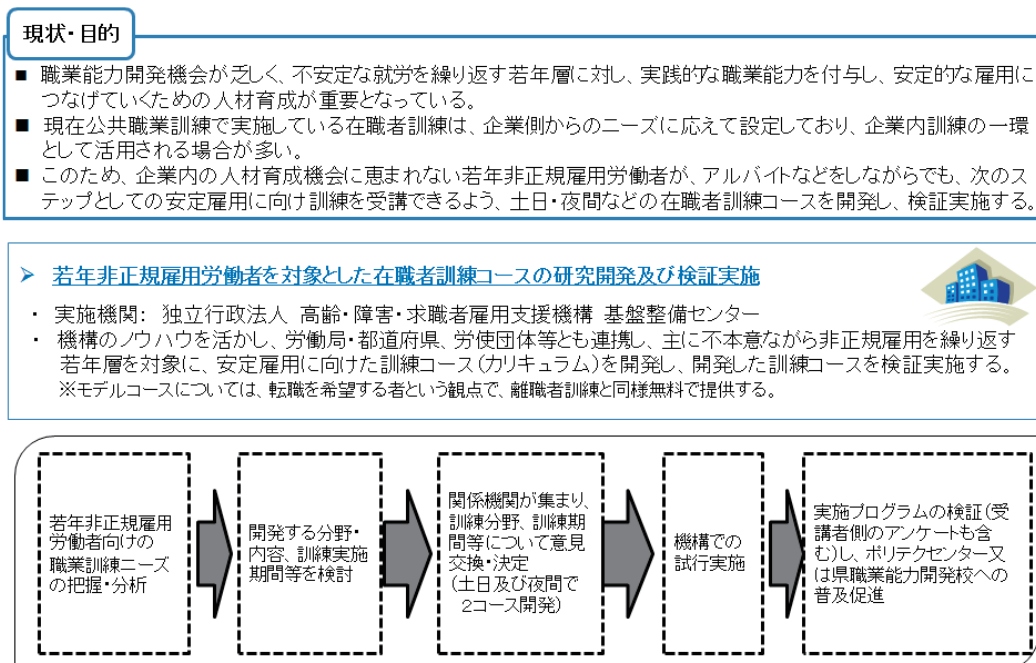 現状・目的
■ 職業能力開発機会が乏しく、不安定な就労を繰り返す若年層に対し、実践的な職業能力を付与し、安定的な雇用に
つなげていくための人材育成が重要となっている。
■ 現在公共職業訓練で実施している在職者訓練は、企業側からのニーズに応えて設定しており、企業内訓練の一環
として活用される場合が多い。
■ このため、企業内の人材育成機会に恵まれない若年非正規雇用労働者が、アルバイトなどをしながらでも、次のス
テップとしての安定雇用に向け訓練を受講できるよう、土日・夜間などの在職者訓練コースを開発し、検証実施する。
➢ 若年非正規雇用労働者を対象とした在職者訓練コースの研究開発及び検証実施
・ 実施機関: 独立行政法人 高齢・障害・求職者雇用支援機構 基盤整備センター
・ 機構のノウハウを活かし、労働局・都道府県、労使団体等とも連携し、主に不本意ながら非正規雇用を繰り返す
若年層を対象に、安定雇用に向けた訓練コース(カリキュラム)を開発し、開発した訓練コースを検証実施する。
※モデルコースについては、転職を希望する者という観点で、離職者訓練と同様無料で提供する。
若年非正規雇用
労働者向けの
職業訓練ニーズ
の把握・分析
開発する分野・
内容、訓練実施
期間等を検討
関係機関が集まり、
訓練分野、訓練期
間等について意見
交換・決定
(土日及び夜間で
2コース開発)
機構での
試行実施
実施プログラムの検証(受
講者側のアンケートも含
む)し、ポリテクセンター又
は県職業能力開発校への
普及促進